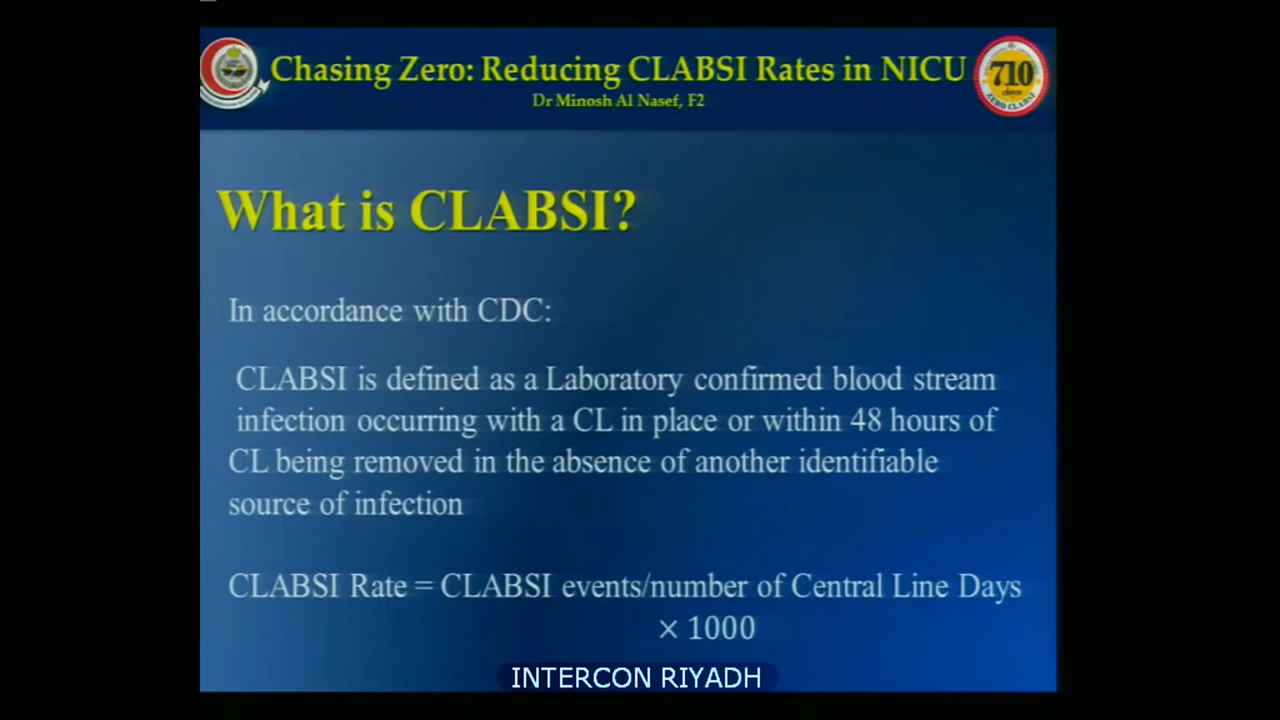 Chasing Zero: Reducing CLABSI Rates in NICU
Dr Minosh Al Nasef, F2
710
days
ZERO CLABSI
What is CLABSI?
In accordance with CDC:
CLABSI is defined as a Laboratory confirmed blood stream
infection occurring with a CL in place or within 48 hours of
CL being removed in the absence of another identifiable
source of infection
CLABSI Rate = CLABSI events/number of Central Line Days
× 1000
INTERCON RIYADH